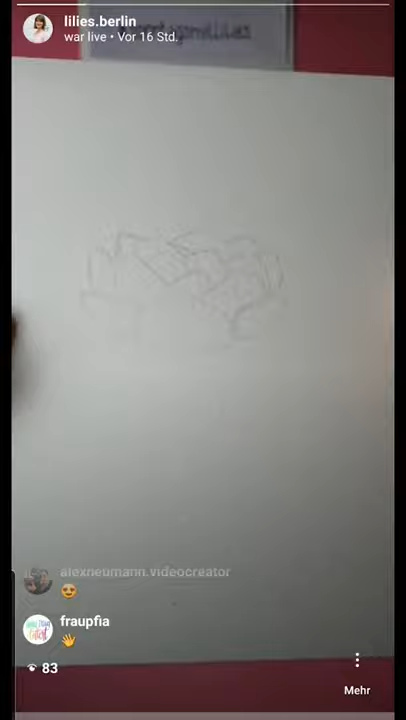 lilies.berlin
war live • Vor 16 Std.
alexneumann.videocreator
😍
fraupfia
👋
83
Mehr